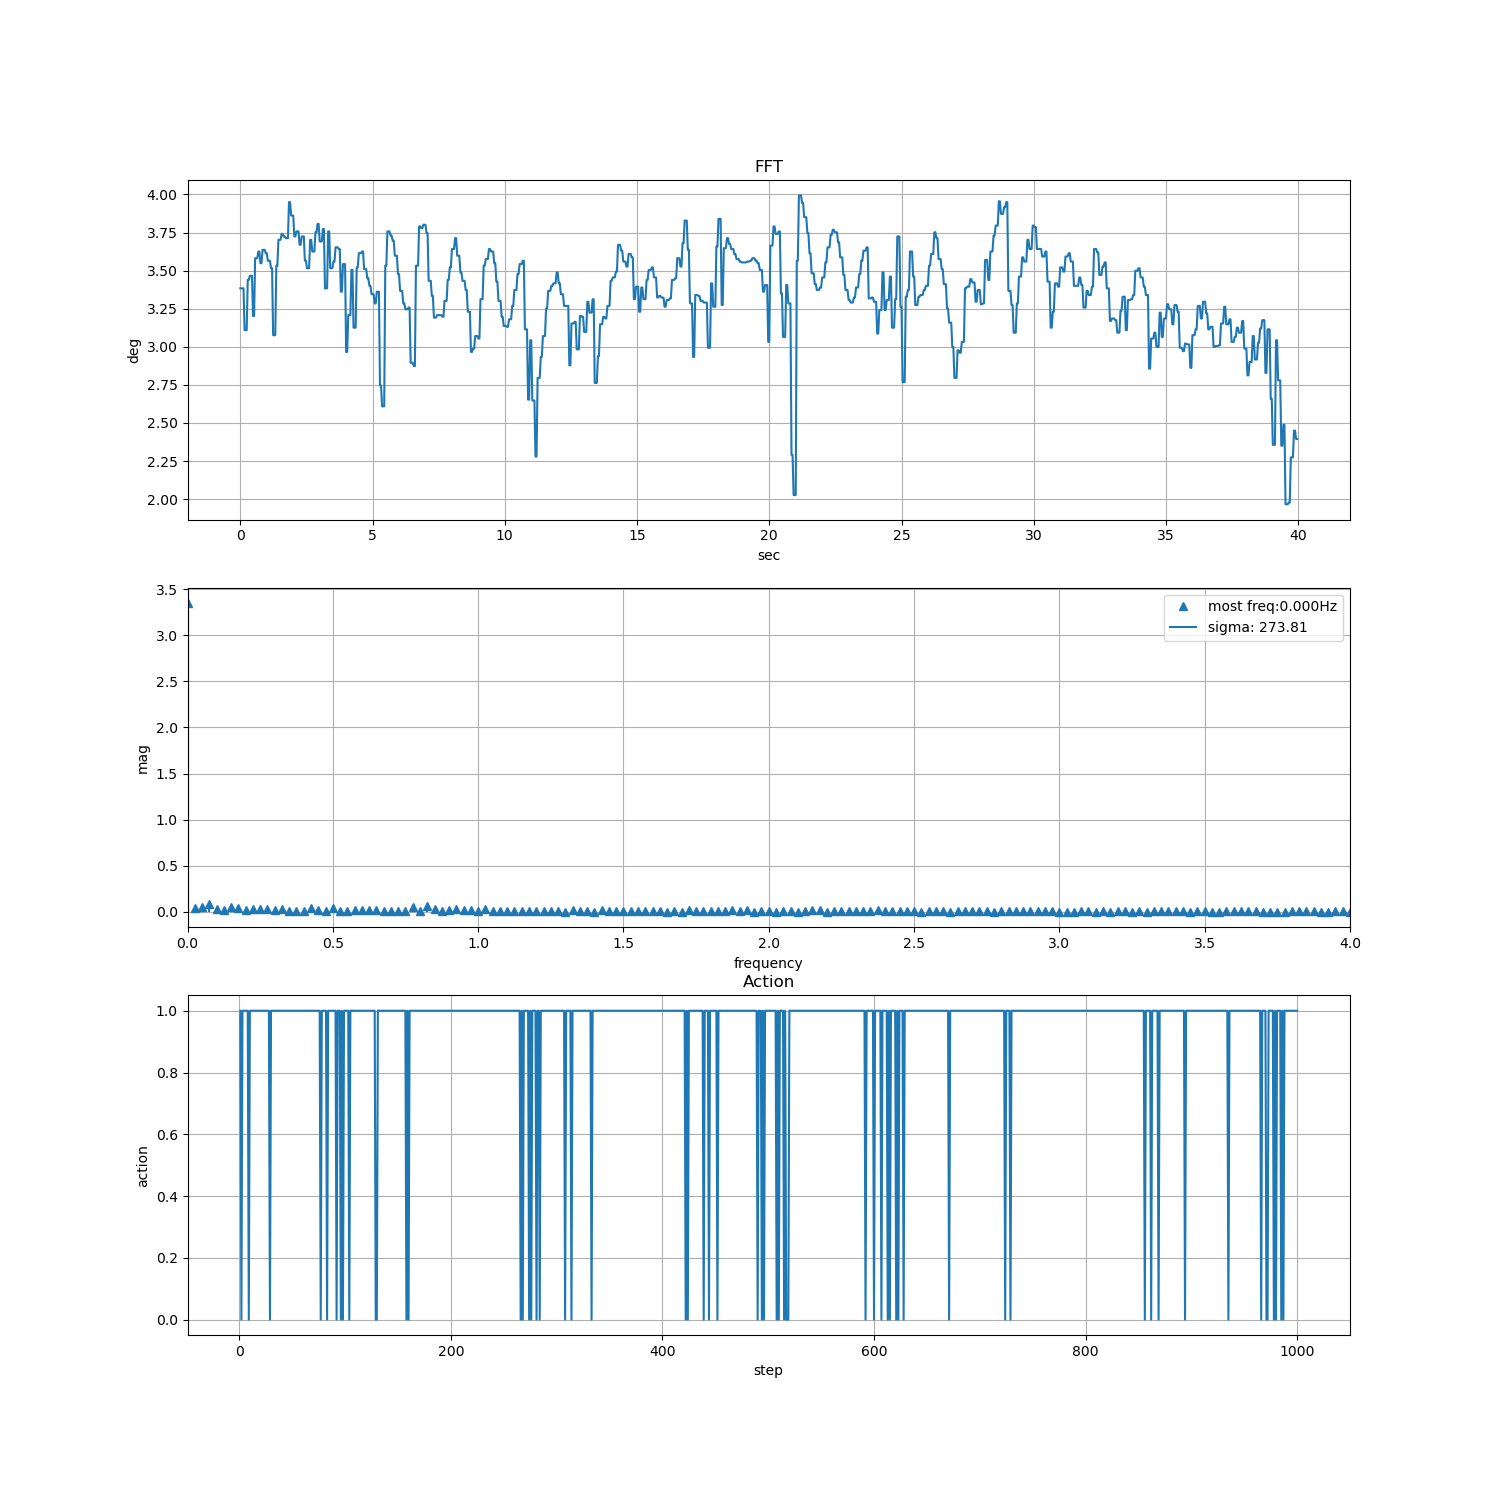 FFT
4.00
3.75
3.50
3.25
3.00
2.75
2.50
2.25
2.00
deg
0 5 10 15 20 25 30 35 40
sec
3.5
3.0
2.5
2.0
1.5
1.0
0.5
0.0
mag
most freq:0.000Hz
sigma: 273.81
0.0 0.5 1.0 1.5 2.0 2.5 3.0 3.5 4.0
frequency
Action
1.0
0.8
0.6
0.4
0.2
0.0
action
0 200 400 600 800 1000
step